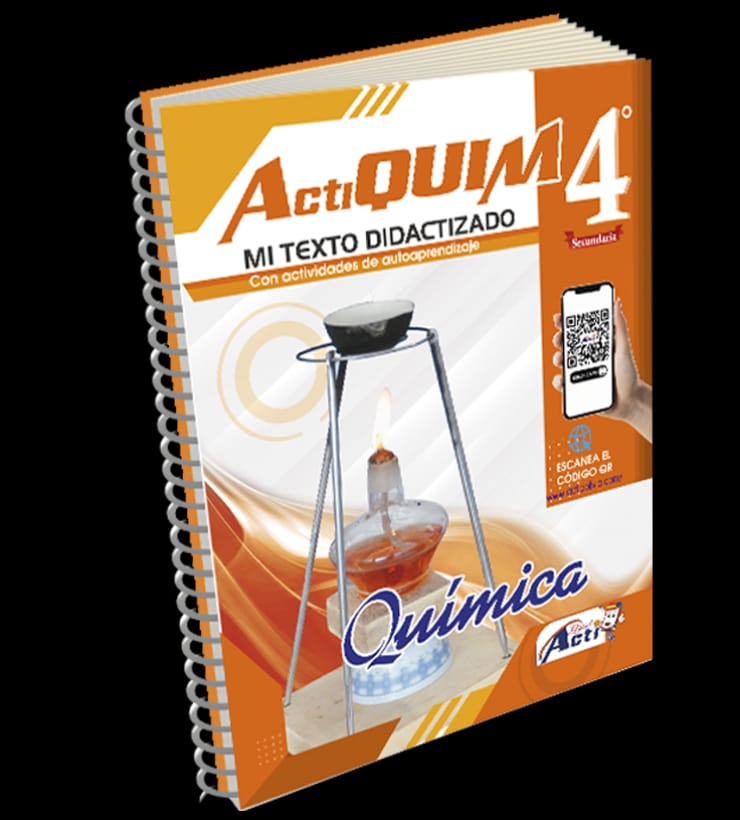 ActiQUIM 4°
Secundaria
MI TEXTO DIDACTIZADO
Con actividades de autoaprendizaje
ESCANEA EL
CÓDIGO QR
Química
Acti